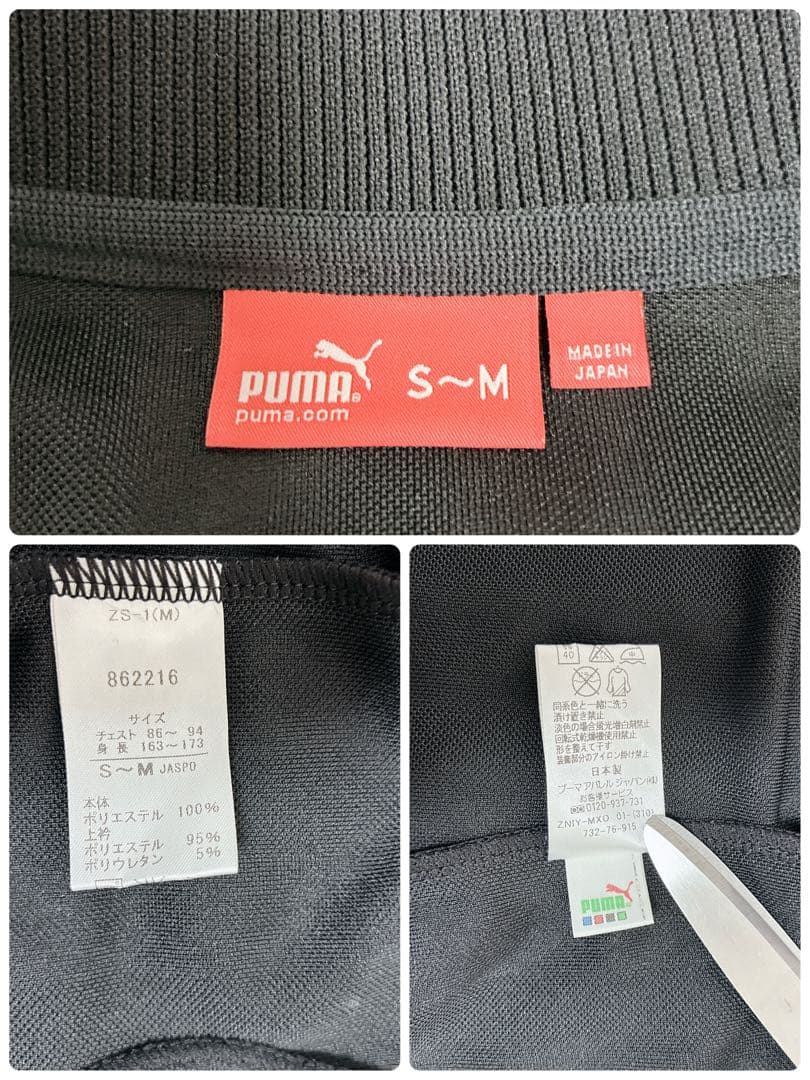 PUMA®
puma.com
S〜M
MADE IN
JAPAN
ZS-1(M)
862216
サイズ
チェスト 86〜 94
身長 163〜173
S〜M JASPO
本体
ポリエステル 100%
上衿
ポリエステル 95%
ポリウレタン 5%
40
中
同系色と一緒に洗う
漬け置き禁止
淡色の場合蛍光増白剤禁止
回転式乾燥機使用禁止
形を整えて干す
装飾部分のアイロン掛け禁止
日本製
プーマ アパレル ジャパン(株)
お客様サービス
0120-937-731
ZNIY-MXO 01-(310)
732-76-915
PUMA